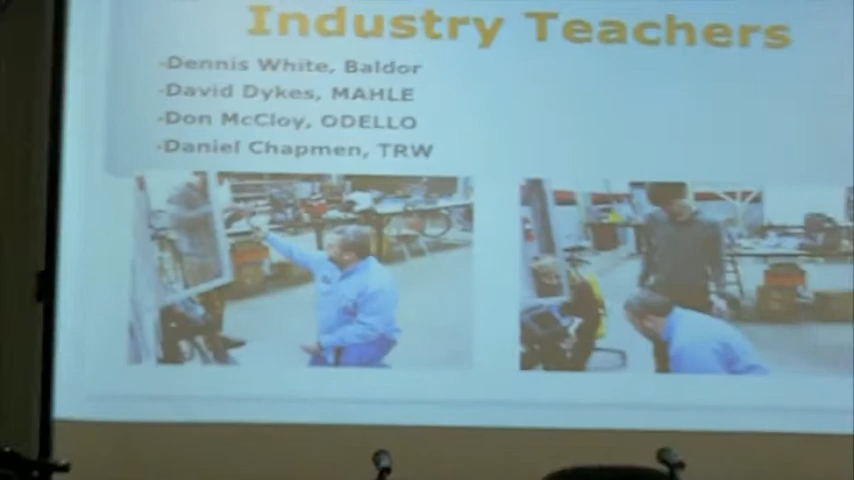 Industry Teachers
-Dennis White, Baldor
-David Dykes, MAHLE
-Don McCloy, ODELLO
-Daniel Chapmen, TRW